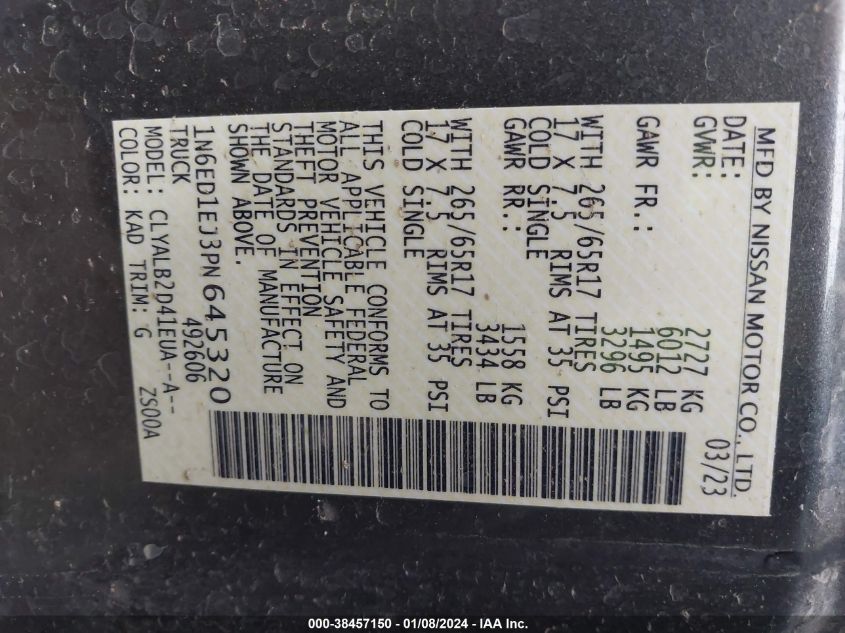 MFD BY NISSAN MOTOR CO., LTD.
DATE: 03/23
GVWR: 2727 KG
6012 LB
GAWR FR.: 1495 KG
3296 LB
WITH 265/65R17 TIRES
17 X 7.5 RIMS AT 35 PSI
COLD SINGLE
GAWR RR.: 1558 KG
3434 LB
WITH 265/65R17 TIRES
17 X 7.5 RIMS AT 35 PSI
COLD SINGLE
THIS VEHICLE CONFORMS TO
ALL APPLICABLE FEDERAL
MOTOR VEHICLE SAFETY AND
THEFT PREVENTION
STANDARDS IN EFFECT ON
THE DATE OF MANUFACTURE
SHOWN ABOVE.
1N6ED1EJ3PN645320
TRUCK 492606
MODEL: CLYALB2D41EUA--A--
COLOR: KAD TRIM: G ZS00A
000-38457150 - 01/08/2024 - IAA Inc.